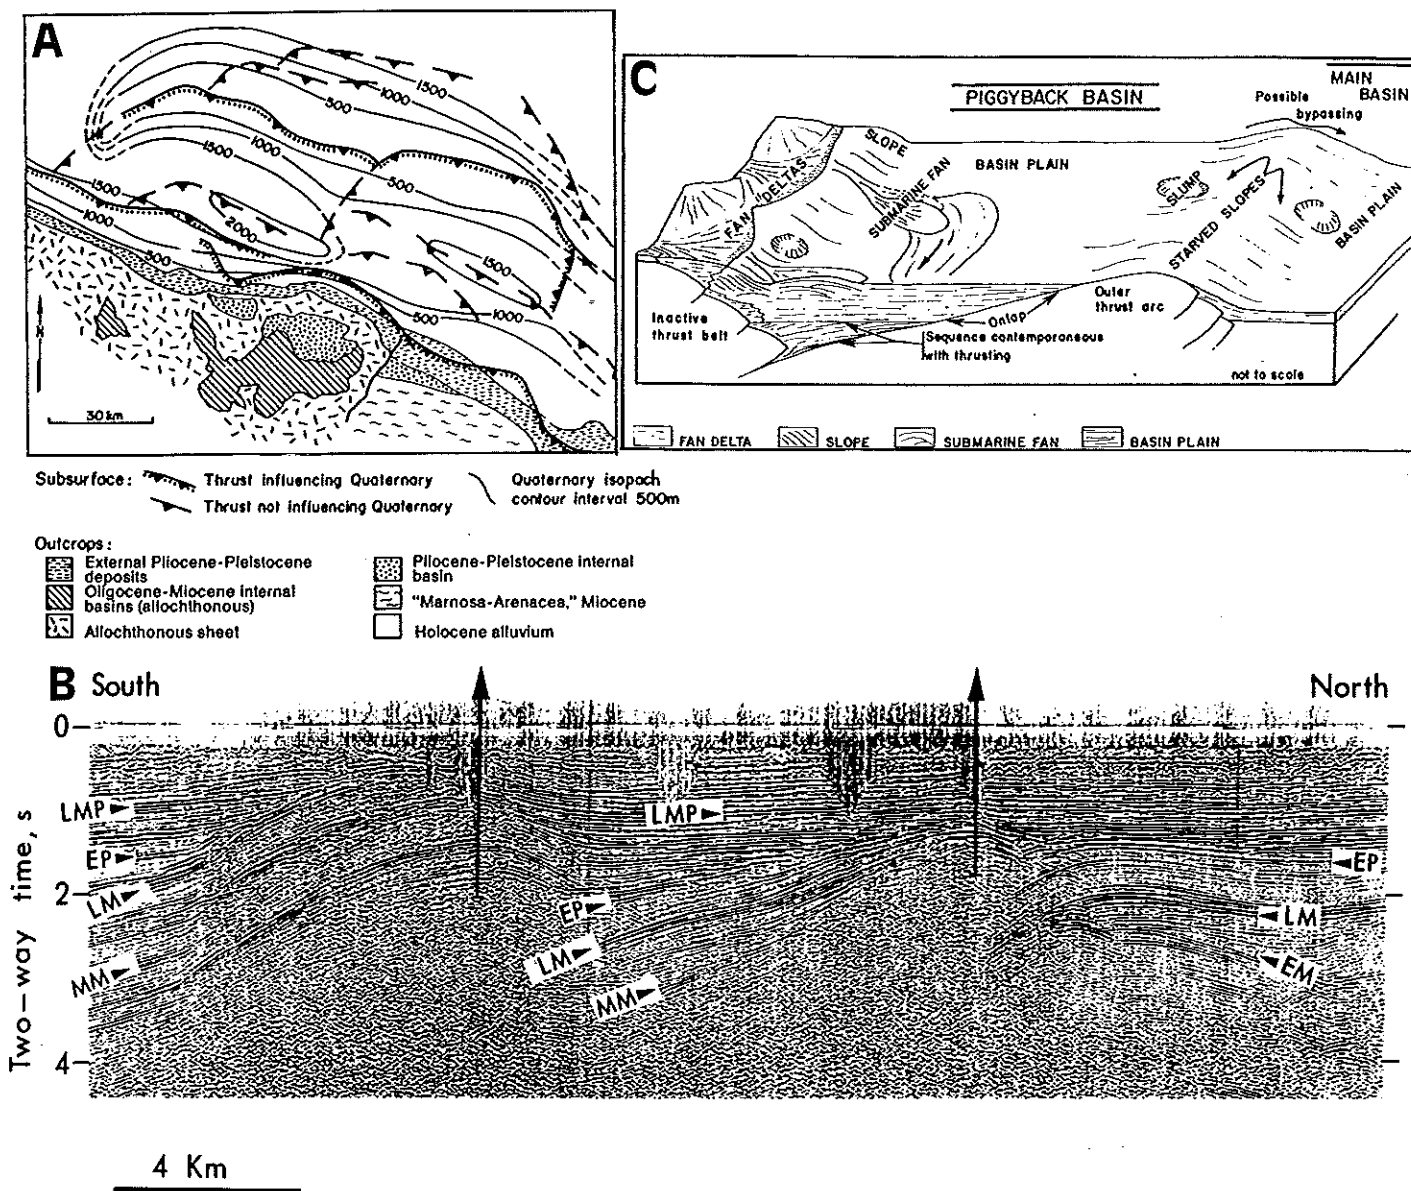 A
1500
1000
500
1000
1500
500
1500
1000
2000
500
1500
1000
500
N
30 km
Subsurface:
Thrust influencing Quaternary
Thrust not influencing Quaternary
Quaternary isopach
contour interval 500m
Outcrops:
External Pliocene-Pleistocene
deposits
Oligocene-Miocene internal
basins (allochthonous)
Allochthonous sheet
Pliocene-Pleistocene internal
basin
"Marnosa-Arenacea," Miocene
Holocene alluvium
C
PIGGYBACK BASIN
MAIN
BASIN
Possible
bypassing
SLOPE
BASIN PLAIN
FAN DELTAS
SUBMARINE FAN
SLUMP
STARVED SLOPES
BASIN PLAIN
Inactive
thrust belt
Onlap
Outer
thrust arc
Sequence contemporaneous
with thrusting
not to scale
FAN DELTA
SLOPE
SUBMARINE FAN
BASIN PLAIN
B South
North
0
2
4
Two-way time, s
LMP
EP
LM
MM
LMP
EP
LM
MM
EP
LM
EM
4 Km